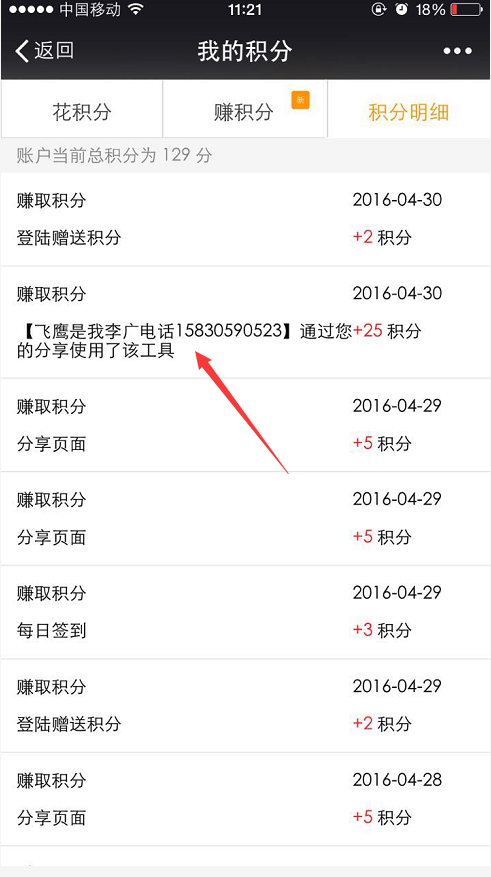 中国移动 11:21 18%
返回 我的积分
花积分 赚积分 新 积分明细
账户当前总积分为 129 分
赚取积分 2016-04-30
登陆赠送积分 +2 积分
赚取积分 2016-04-30
【飞鹰是我李广电话15830590523】通过您 +25 积分
的分享使用了该工具
赚取积分 2016-04-29
分享页面 +5 积分
赚取积分 2016-04-29
分享页面 +5 积分
赚取积分 2016-04-29
每日签到 +3 积分
赚取积分 2016-04-29
登陆赠送积分 +2 积分
赚取积分 2016-04-28
分享页面 +5 积分